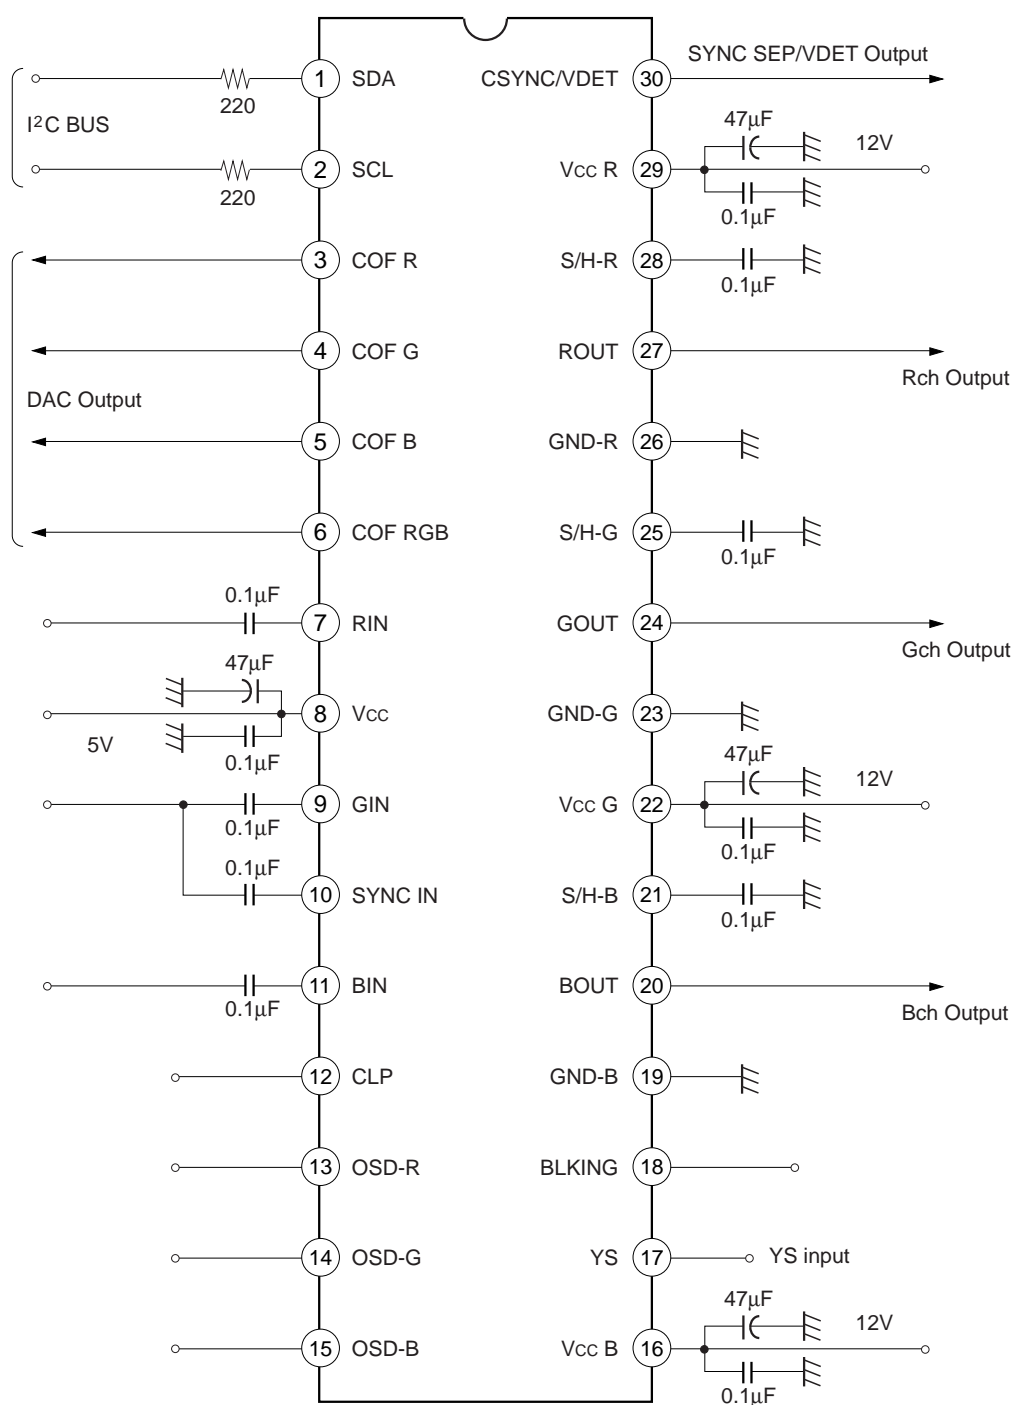 SYNC SEP/VDET Output
1 SDA
CSYNC/VDET 30
220
I2C BUS
47μF
12V
2 SCL
Vcc R 29
220
0.1μF
3 COF R
S/H-R 28
0.1μF
4 COF G
ROUT 27
Rch Output
DAC Output
5 COF B
GND-R 26
6 COF RGB
S/H-G 25
0.1μF
0.1μF
7 RIN
GOUT 24
Gch Output
47μF
8 Vcc
GND-G 23
5V
0.1μF
47μF
12V
9 GIN
Vcc G 22
0.1μF
0.1μF
0.1μF
10 SYNC IN
S/H-B 21
0.1μF
11 BIN
BOUT 20
0.1μF
Bch Output
12 CLP
GND-B 19
13 OSD-R
BLKING 18
14 OSD-G
YS 17
YS input
47μF
12V
15 OSD-B
Vcc B 16
0.1μF